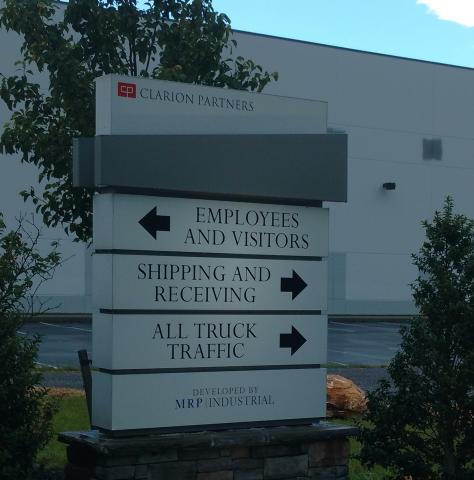 CP CLARION PARTNERS
EMPLOYEES
AND VISITORS
SHIPPING AND
RECEIVING
ALL TRUCK
TRAFFIC
DEVELOPED BY
MRP | INDUSTRIAL